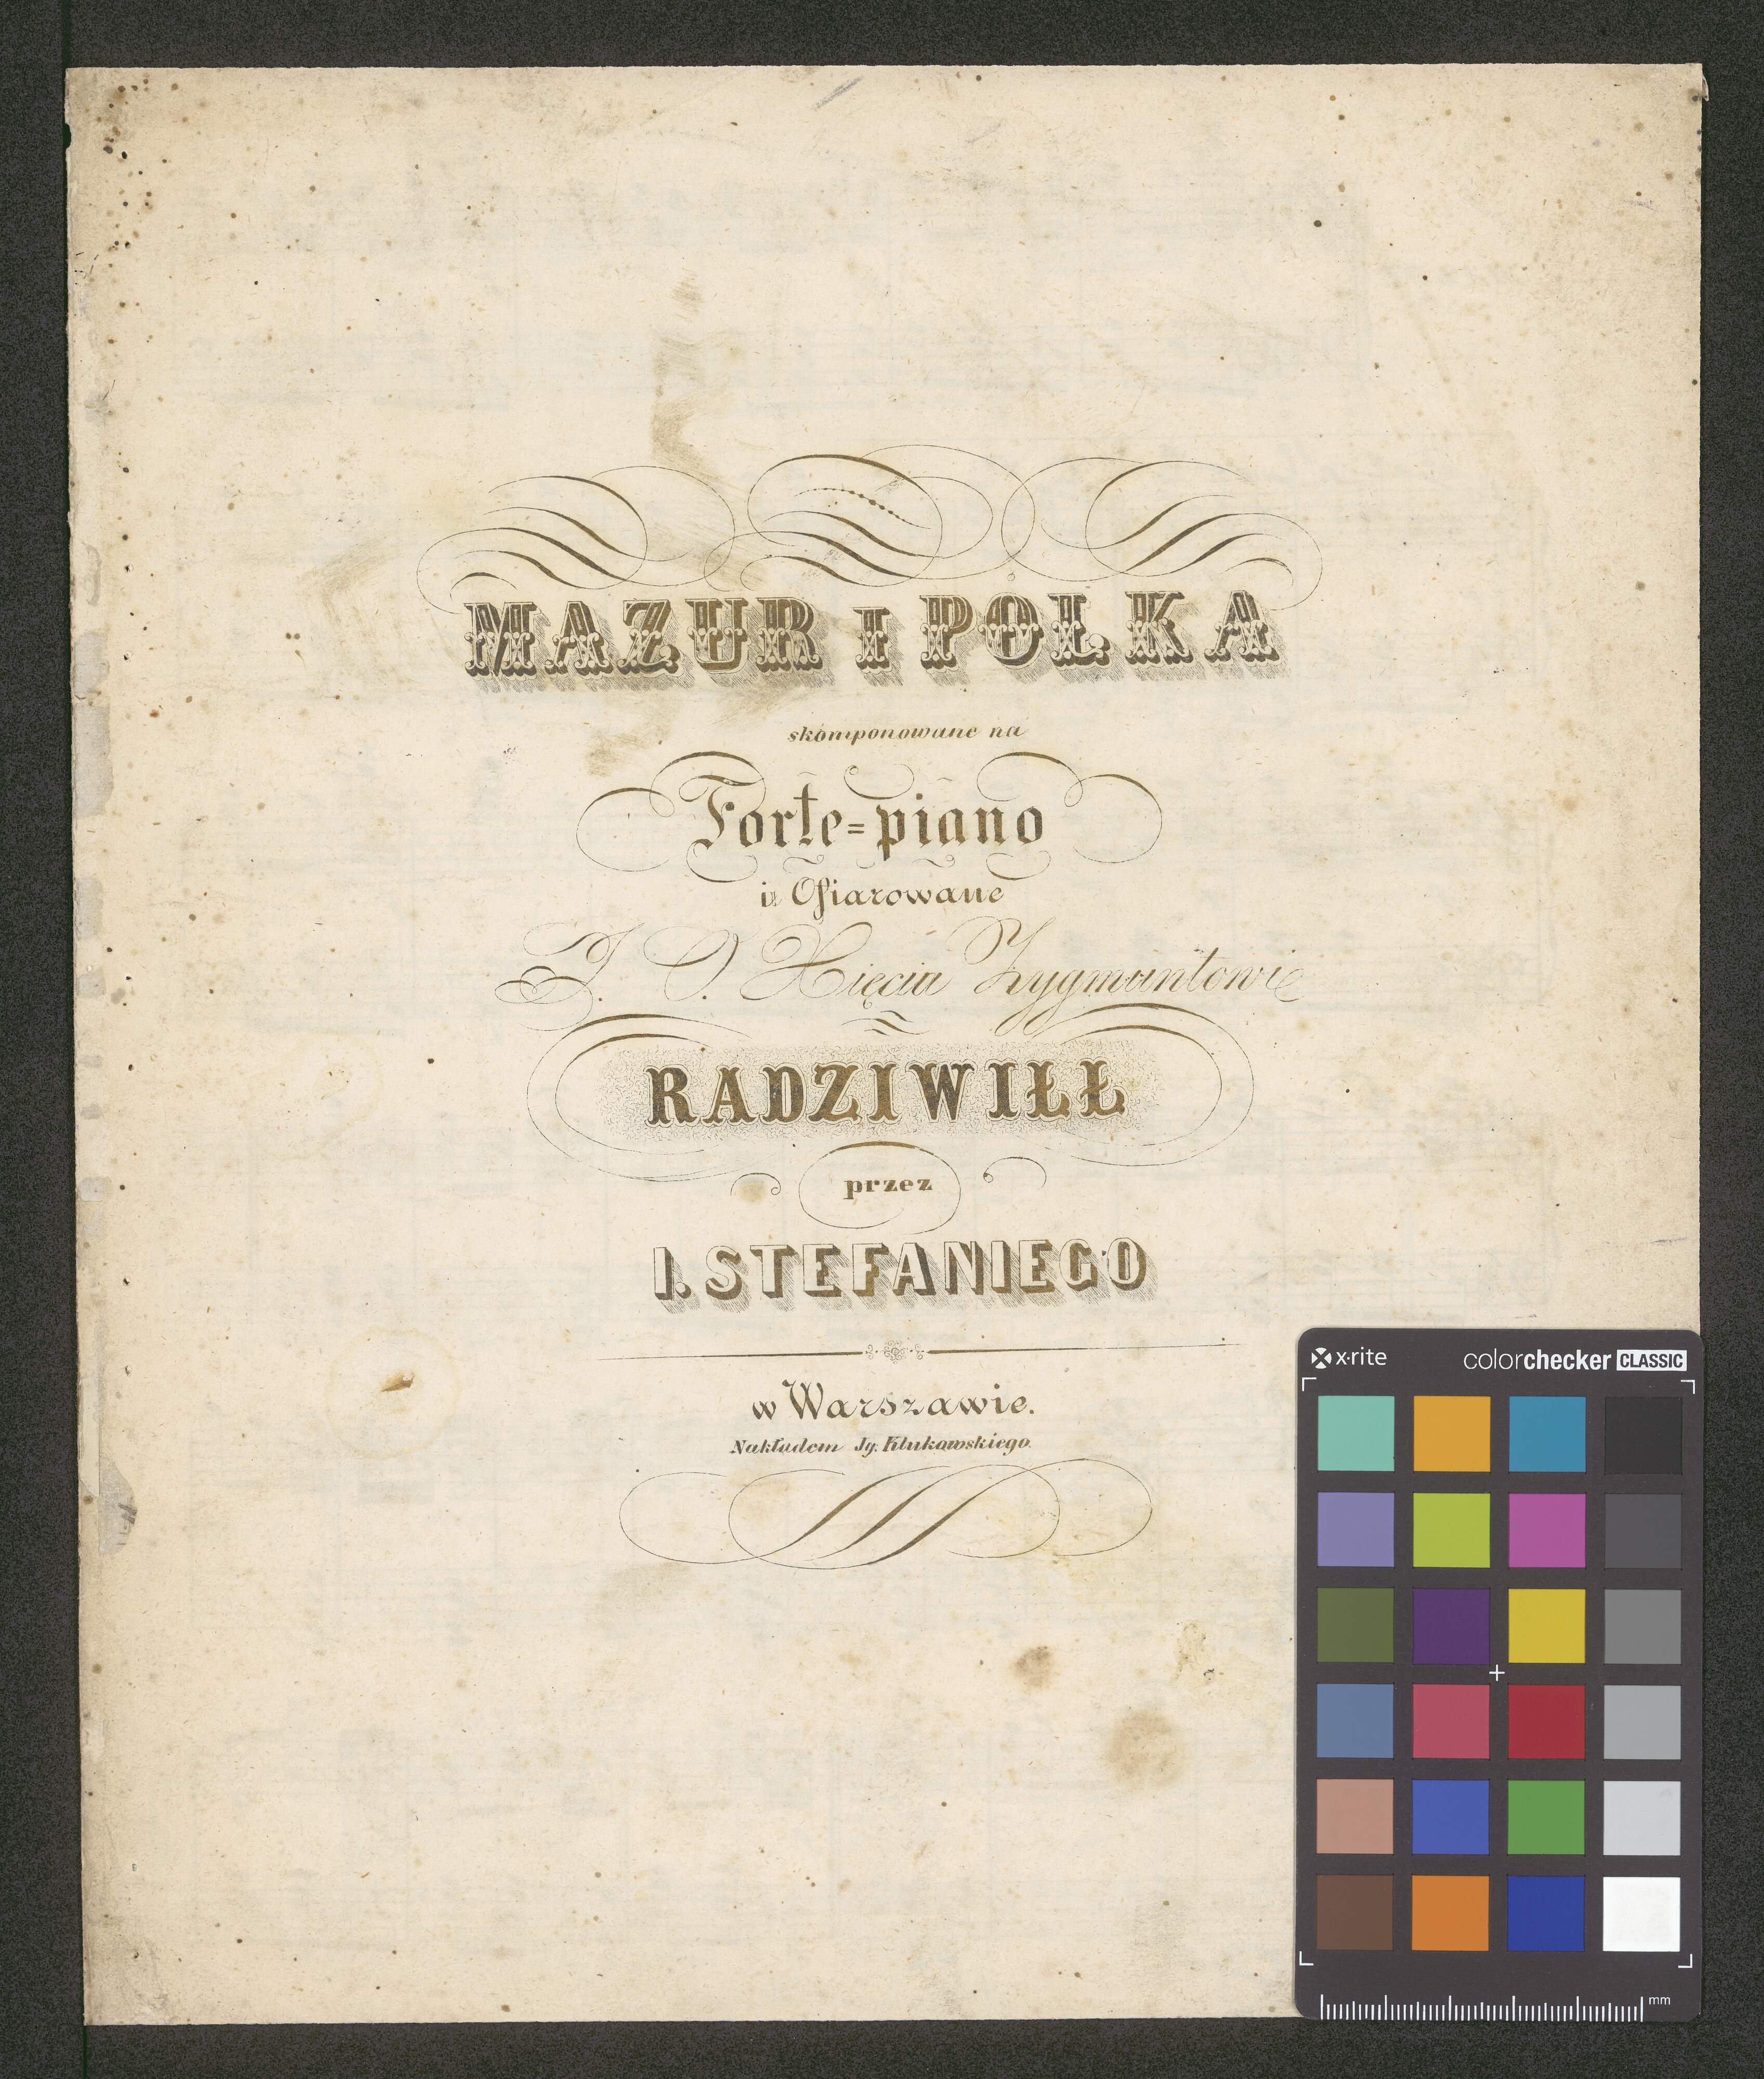 MAZUR I POLKA
skomponowane na
Forte=piano
i Ofiarowane
J. O. Xięciu Zygmuntowi
RADZIWIŁŁ
przez
I. STEFANIEGO
w Warszawie.
Nakładem Ig. Klukowskiego.
x·rite colorchecker CLASSIC
mm